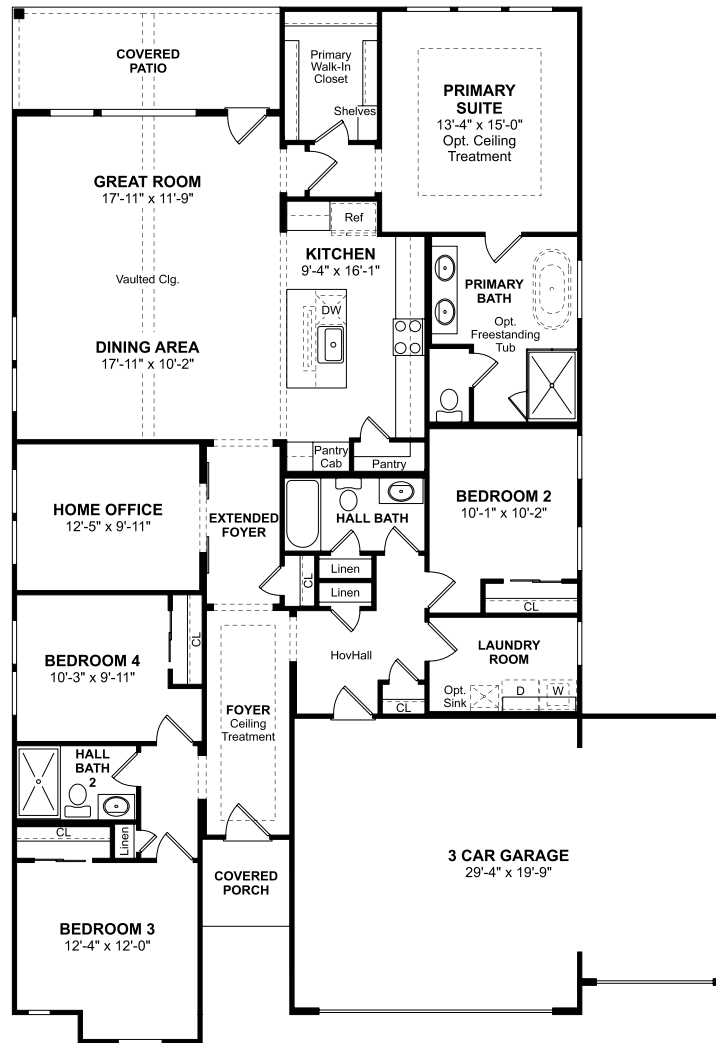 COVERED
PATIO
Primary
Walk-In
Closet
Shelves
PRIMARY
SUITE
13'-4" x 15'-0"
Opt. Ceiling
Treatment
GREAT ROOM
17'-11" x 11'-9"
Ref
KITCHEN
9'-4" x 16'-1"
Vaulted Clg.
DW
PRIMARY
BATH
Opt.
Freestanding
Tub
DINING AREA
17'-11" x 10'-2"
Pantry
Cab
Pantry
HOME OFFICE
12'-5" x 9'-11"
EXTENDED
FOYER
HALL BATH
BEDROOM 2
10'-1" x 10'-2"
CL
Linen
Linen
CL
CL
BEDROOM 4
10'-3" x 9'-11"
HovHall
LAUNDRY
ROOM
Opt.
Sink
D
W
CL
FOYER
Ceiling
Treatment
HALL
BATH
2
CL
Linen
COVERED
PORCH
3 CAR GARAGE
29'-4" x 19'-9"
BEDROOM 3
12'-4" x 12'-0"